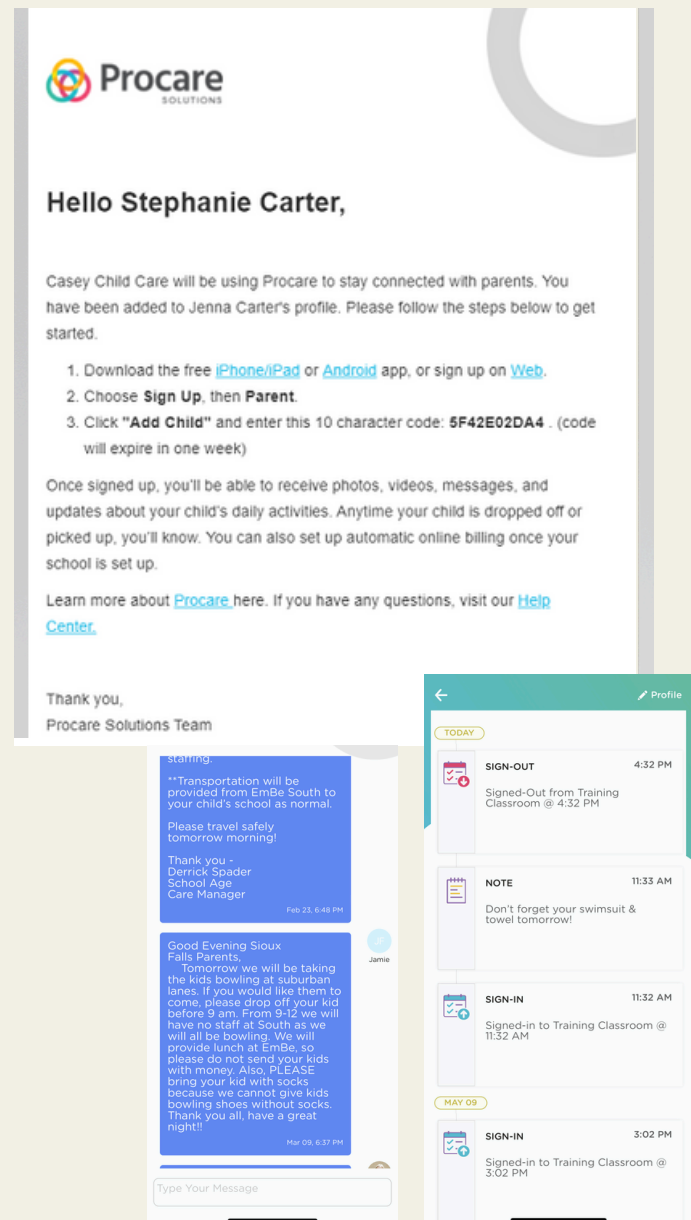 Procare
SOLUTIONS
Hello Stephanie Carter,
Casey Child Care will be using Procare to stay connected with parents. You
have been added to Jenna Carter's profile. Please follow the steps below to get
started.
1. Download the free iPhone/iPad or Android app, or sign up on Web.
2. Choose Sign Up, then Parent.
3. Click "Add Child" and enter this 10 character code: 5F42E02DA4 . (code
will expire in one week)
Once signed up, you'll be able to receive photos, videos, messages, and
updates about your child's daily activities. Anytime your child is dropped off or
picked up, you'll know. You can also set up automatic online billing once your
school is set up.
Learn more about Procare here. If you have any questions, visit our Help
Center.
Thank you,
Procare Solutions Team
staffing.
**Transportation will be
provided from EmBe South to
your child's school as normal.
Please travel safely
tomorrow morning!
Thank you -
Derrick Spader
School Age
Care Manager
Feb 23, 6:48 PM
JF
Jamie
Good Evening Sioux
Falls Parents,
Tomorrow we will be taking
the kids bowling at suburban
lanes. If you would like them to
come, please drop off your kid
before 9 am. From 9-12 we will
have no staff at South as we
will all be bowling. We will
provide lunch at EmBe, so
please do not send your kids
with money. Also, PLEASE
bring your kid with socks
because we cannot give kids
bowling shoes without socks.
Thank you all, have a great
night!!
Mar 09, 6:37 PM
Type Your Message
Profile
TODAY
SIGN-OUT 4:32 PM
Signed-Out from Training
Classroom @ 4:32 PM
NOTE 11:33 AM
Don't forget your swimsuit &
towel tomorrow!
SIGN-IN 11:32 AM
Signed-in to Training Classroom @
11:32 AM
MAY 09
SIGN-IN 3:02 PM
Signed-in to Training Classroom @
3:02 PM